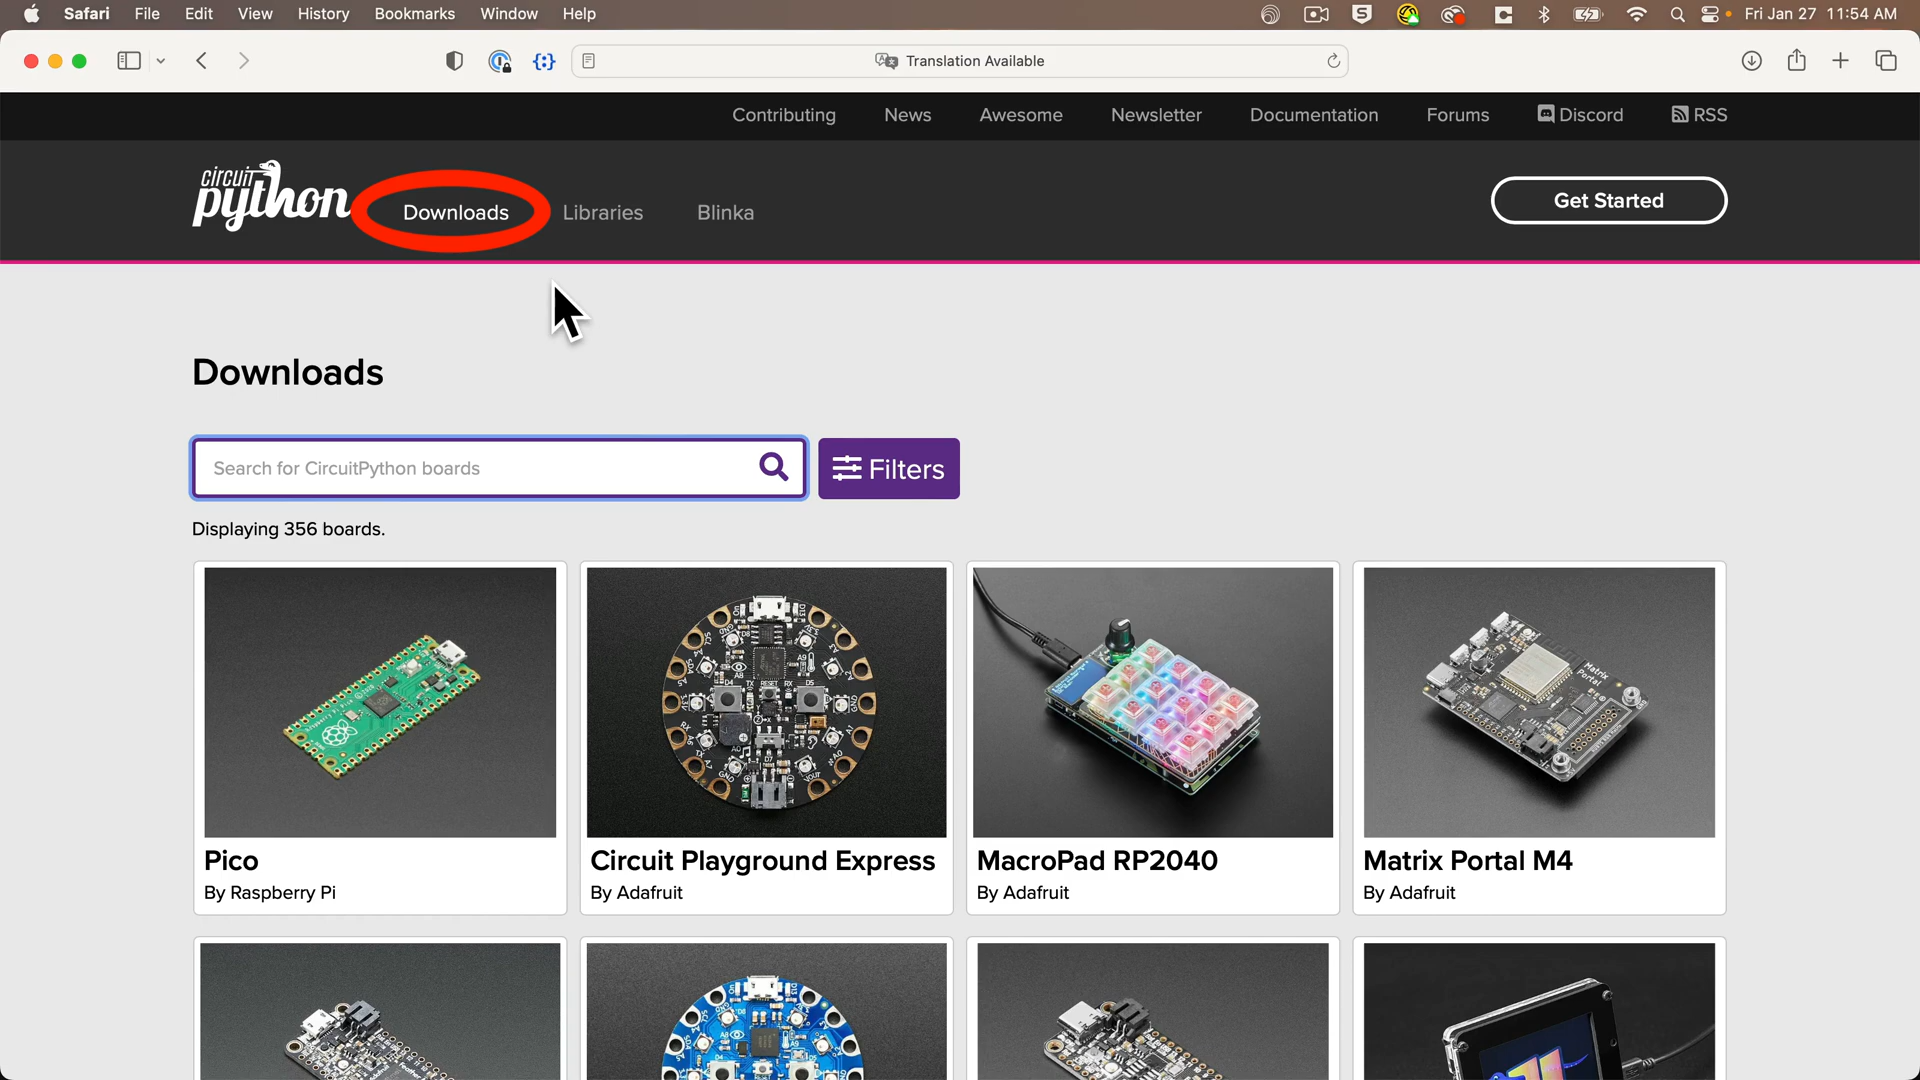 Safari File Edit View History Bookmarks Window Help Fri Jan 27 11:54 AM
Translation Available
Contributing News Awesome Newsletter Documentation Forums Discord RSS
circuit
python
Downloads Libraries Blinka
Get Started
Downloads
Search for CircuitPython boards
Filters
Displaying 356 boards.
Pico
By Raspberry Pi
Circuit Playground Express
By Adafruit
MacroPad RP2040
By Adafruit
Matrix Portal M4
By Adafruit